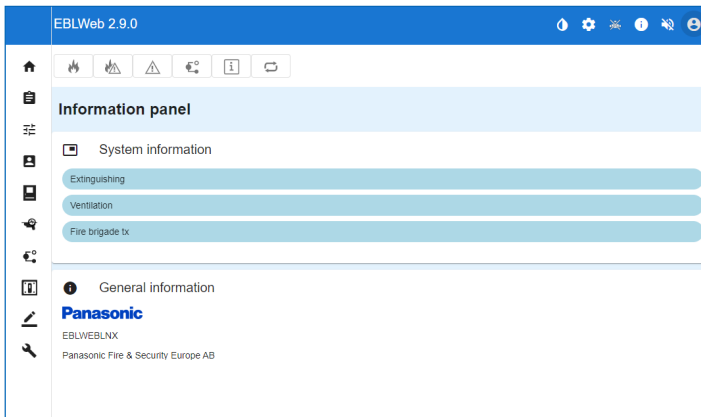 EBLWeb 2.9.0
Information panel
System information
Extinguishing
Ventilation
Fire brigade tx
General information
Panasonic
EBLWEBLNX
Panasonic Fire & Security Europe AB